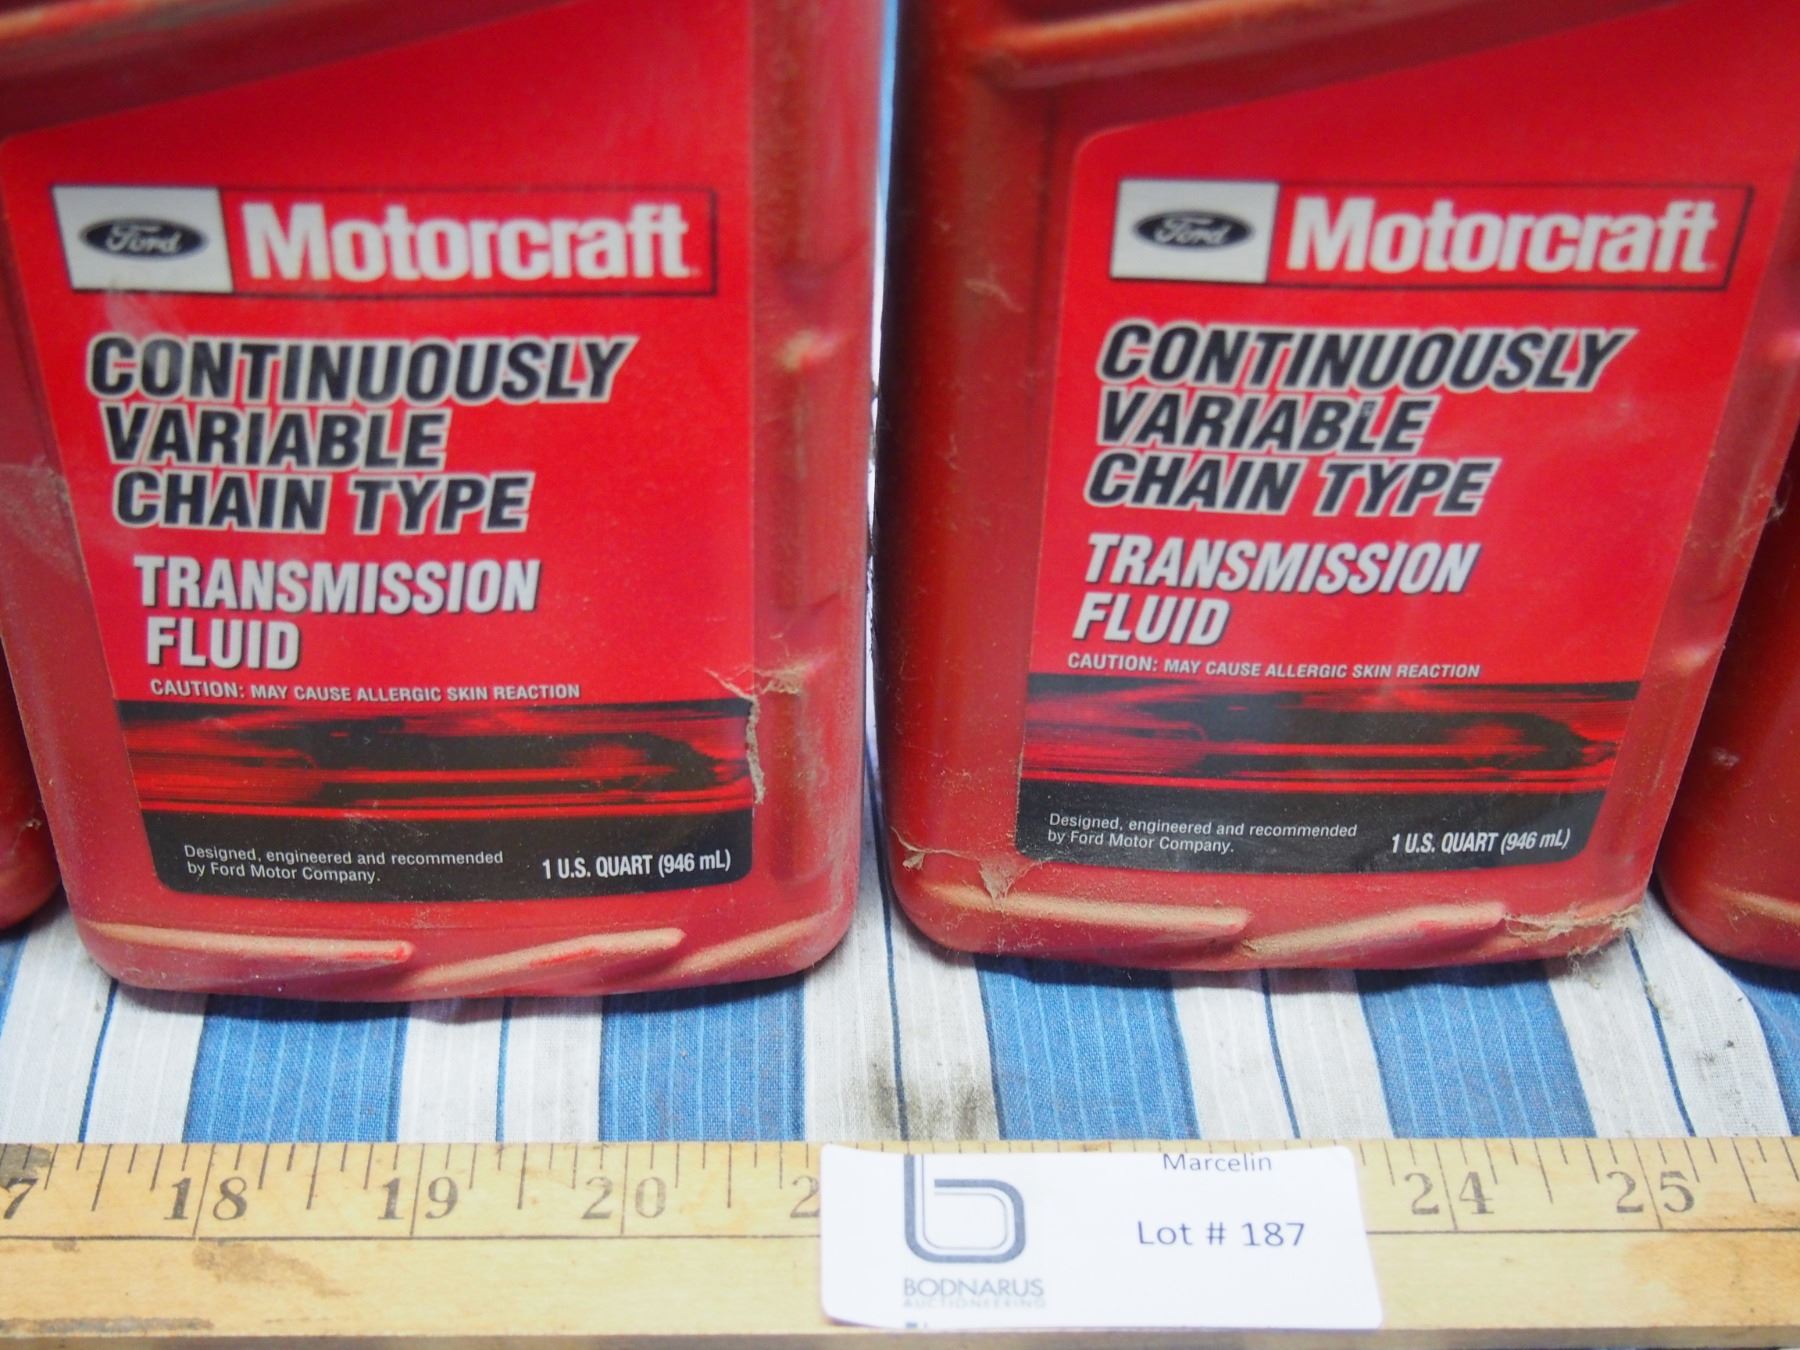 Ford Motorcraft
CONTINUOUSLY
VARIABLE
CHAIN TYPE
TRANSMISSION
FLUID
CAUTION: MAY CAUSE ALLERGIC SKIN REACTION
Designed, engineered and recommended
by Ford Motor Company.
1 U.S. QUART (946 mL)
Ford Motorcraft
CONTINUOUSLY
VARIABLE
CHAIN TYPE
TRANSMISSION
FLUID
CAUTION: MAY CAUSE ALLERGIC SKIN REACTION
Designed, engineered and recommended
by Ford Motor Company.
1 U.S. QUART (946 mL)
7 18 19 20 2 24 25
Marcelin
Lot # 187
BODNARUS
AUCTIONEERING